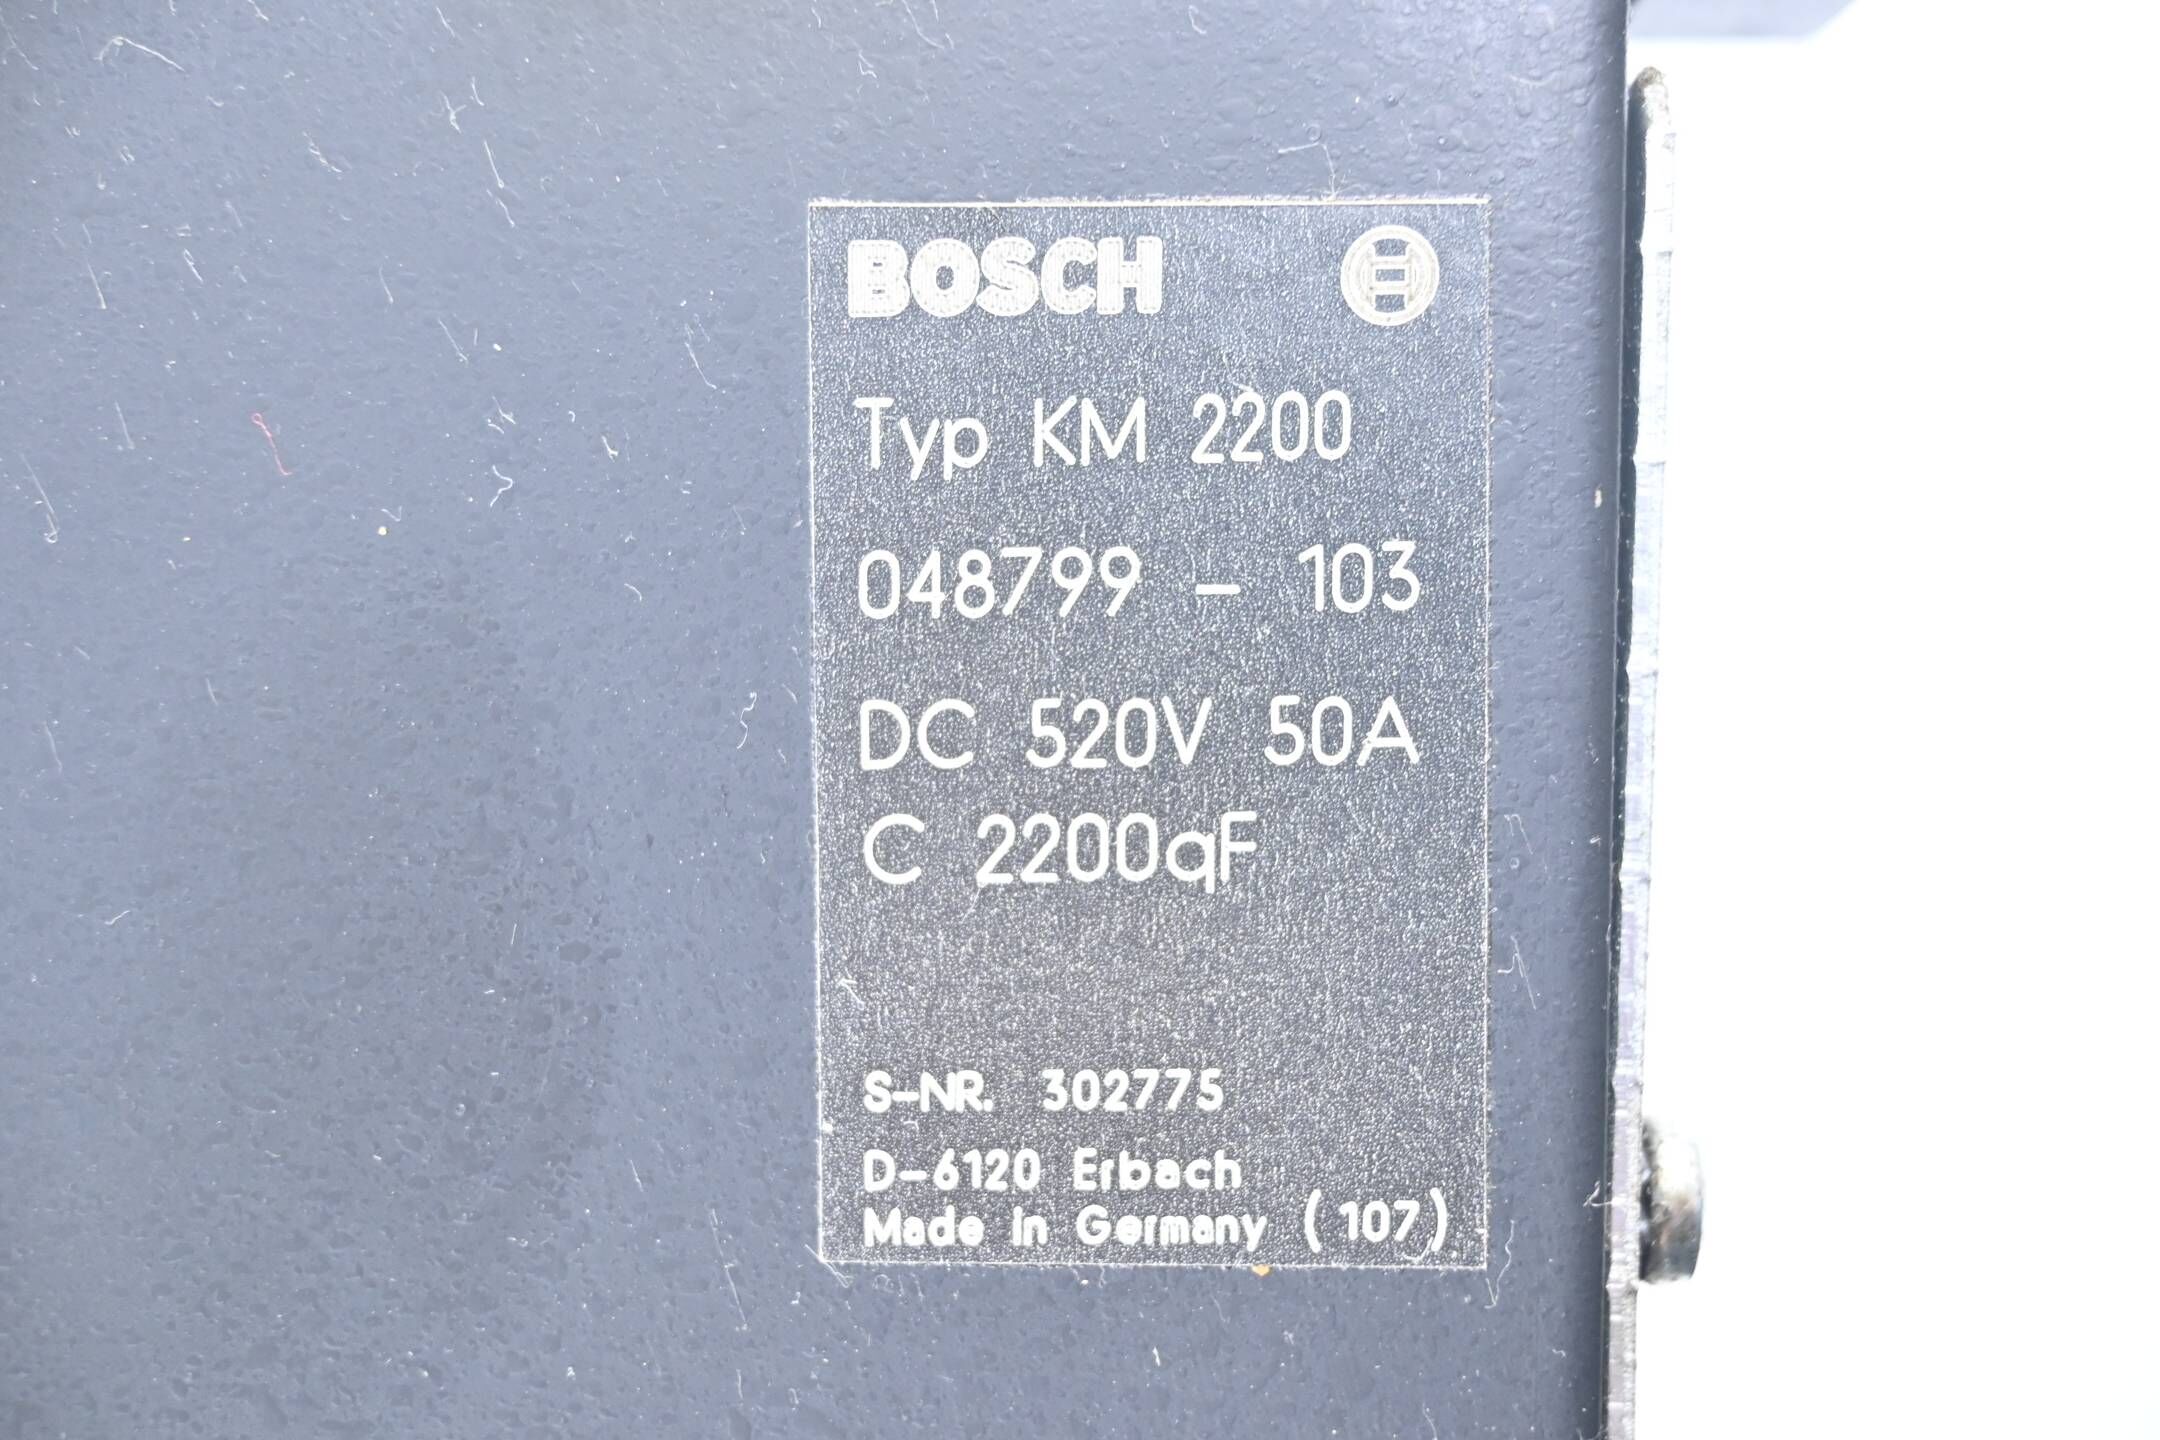 BOSCH
Typ KM 2200
048799 - 103
DC 520V 50A
C 2200qF
S-NR. 302775
D-6120 Erbach
Made in Germany (107)